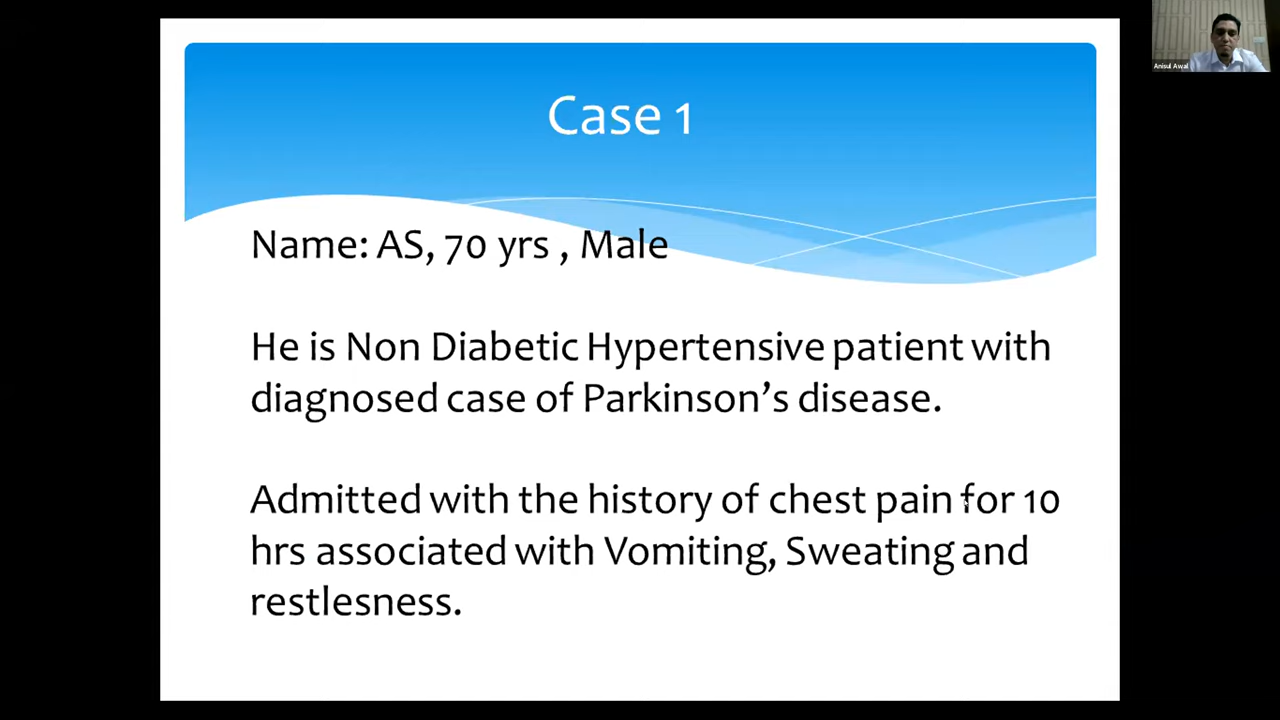 Case 1
Anisul Awal
Name: AS, 70 yrs , Male
He is Non Diabetic Hypertensive patient with
diagnosed case of Parkinson’s disease.
Admitted with the history of chest pain for 10
hrs associated with Vomiting, Sweating and
restlesness.